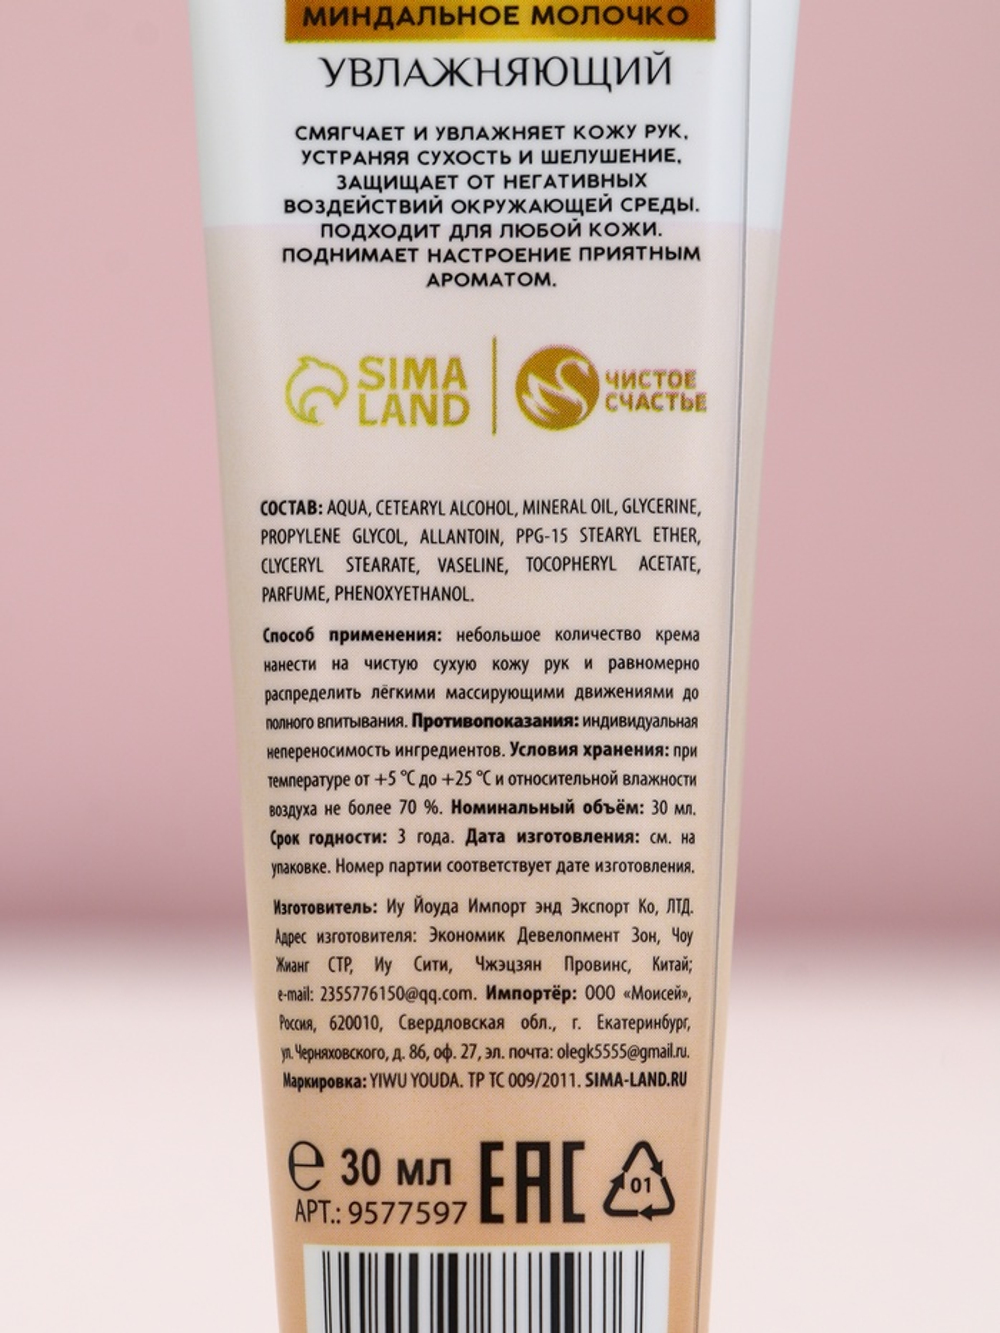 МИНДАЛЬНОЕ МОЛОЧКО
УВЛАЖНЯЮЩИЙ
СМЯГЧАЕТ И УВЛАЖНЯЕТ КОЖУ РУК,
УСТРАНЯЯ СУХОСТЬ И ШЕЛУШЕНИЕ,
ЗАЩИЩАЕТ ОТ НЕГАТИВНЫХ
ВОЗДЕЙСТВИЙ ОКРУЖАЮЩЕЙ СРЕДЫ.
ПОДХОДИТ ДЛЯ ЛЮБОЙ КОЖИ.
ПОДНИМАЕТ НАСТРОЕНИЕ ПРИЯТНЫМ
АРОМАТОМ.
SIMA
LAND
ЧИСТОЕ
СЧАСТЬЕ
СОСТАВ: AQUA, CETEARYL ALCOHOL, MINERAL OIL, GLYCERINE,
PROPYLENE GLYCOL, ALLANTOIN, PPG-15 STEARYL ETHER,
CLYCERYL STEARATE, VASELINE, TOCOPHERYL ACETATE,
PARFUME, PHENOXYETHANOL.
Способ применения: небольшое количество крема
нанести на чистую сухую кожу рук и равномерно
распределить лёгкими массирующими движениями до
полного впитывания. Противопоказания: индивидуальная
непереносимость ингредиентов. Условия хранения: при
температуре от +5 °С до +25 °С и относительной влажности
воздуха не более 70 %. Номинальный объём: 30 мл.
Срок годности: 3 года. Дата изготовления: см. на
упаковке. Номер партии соответствует дате изготовления.
Изготовитель: Иу Йоуда Импорт энд Экспорт Ко, ЛТД.
Адрес изготовителя: Экономик Девелопмент Зон, Чоу
Жианг СТР, Иу Сити, Чжэцзян Провинс, Китай;
e-mail: 2355776150@qq.com. Импортёр: ООО «Моисей»,
Россия, 620010, Свердловская обл., г. Екатеринбург,
ул. Черняховского, д. 86, оф. 27, эл. почта: olegk5555@gmail.ru.
Маркировка: YIWU YOUDA. ТР ТС 009/2011. SIMA-LAND.RU
℮ 30 мл
АРТ.: 9577597
EAC
01